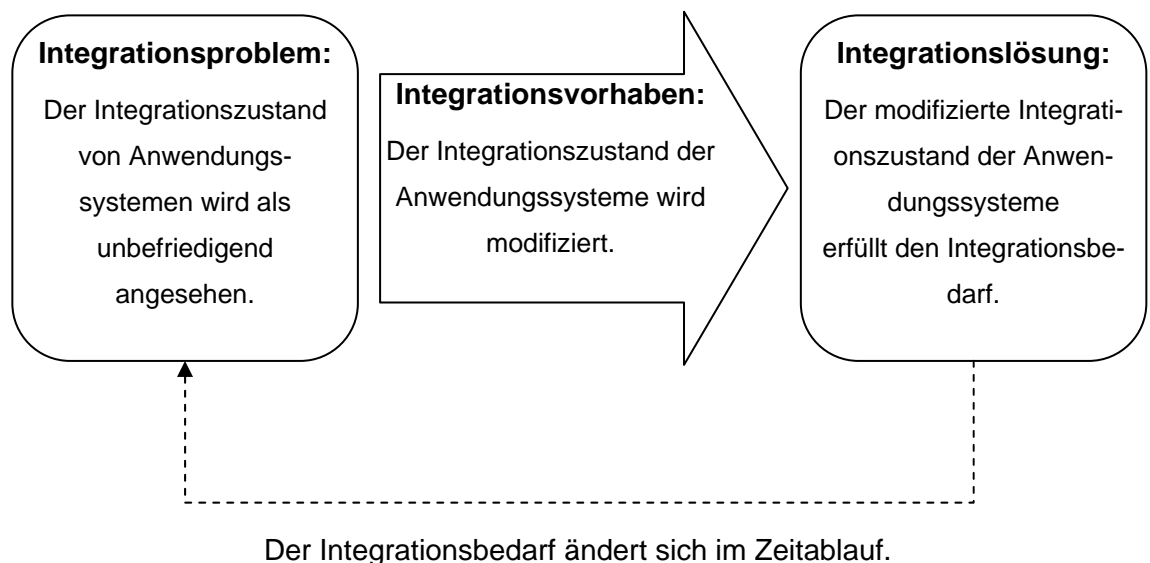 Integrationsproblem:
Der Integrationszustand
von Anwendungs-
systemen wird als
unbefriedigend
angesehen.
Integrationsvorhaben:
Der Integrationszustand der
Anwendungssysteme wird
modifiziert.
Integrationslösung:
Der modifizierte Integrati-
onszustand der Anwen-
dungssysteme
erfüllt den Integrationsbe-
darf.
Der Integrationsbedarf ändert sich im Zeitablauf.